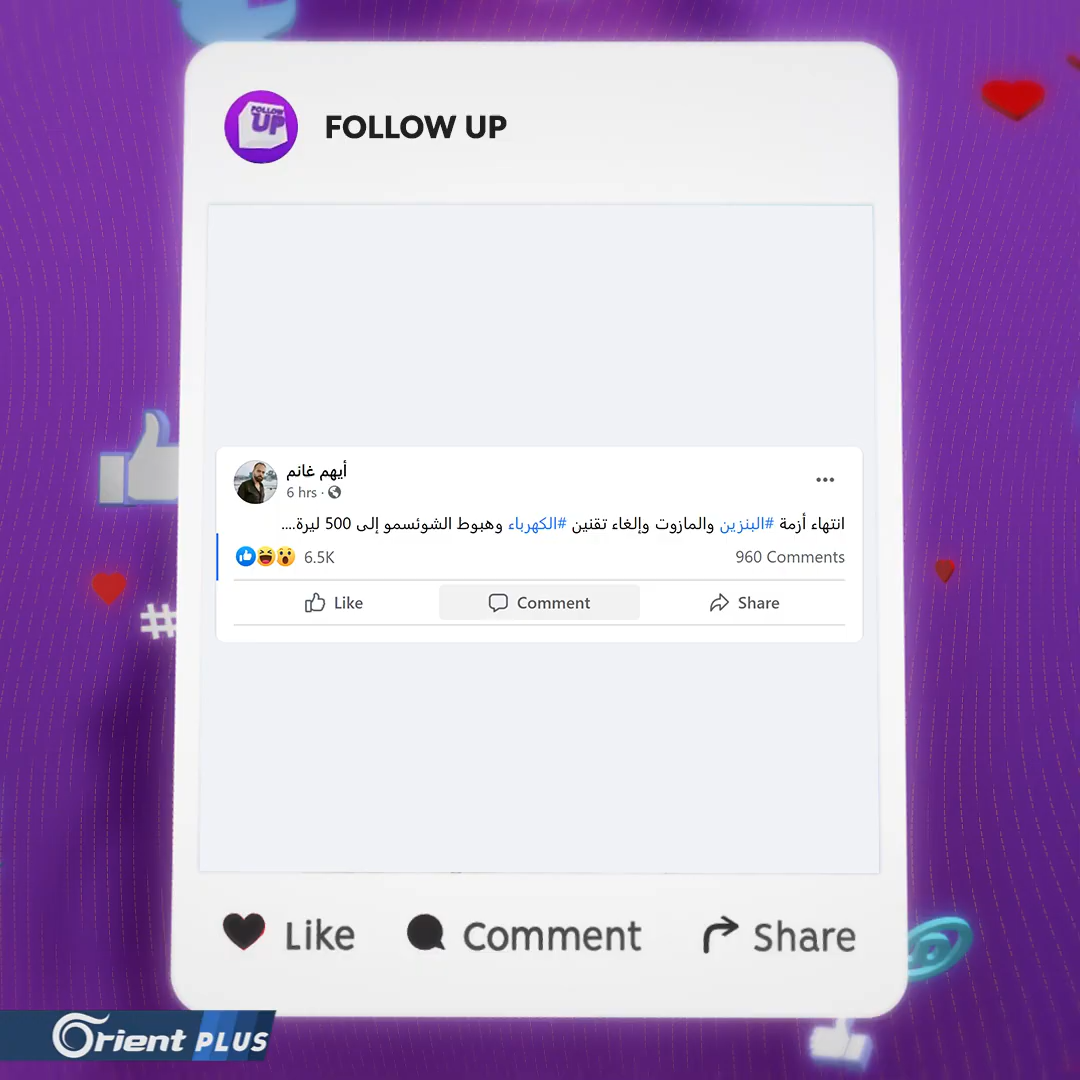 FOLLOW UP
FOLLOW UP
أيهم غانم
6 hrs ·
انتهاء أزمة #البنزين والمازوت وإلغاء تقنين #الكهرباء وهبوط الشوئسمو إلى 500 ليرة....
6.5K
960 Comments
Like Comment Share
Like Comment Share
#
Orient PLUS